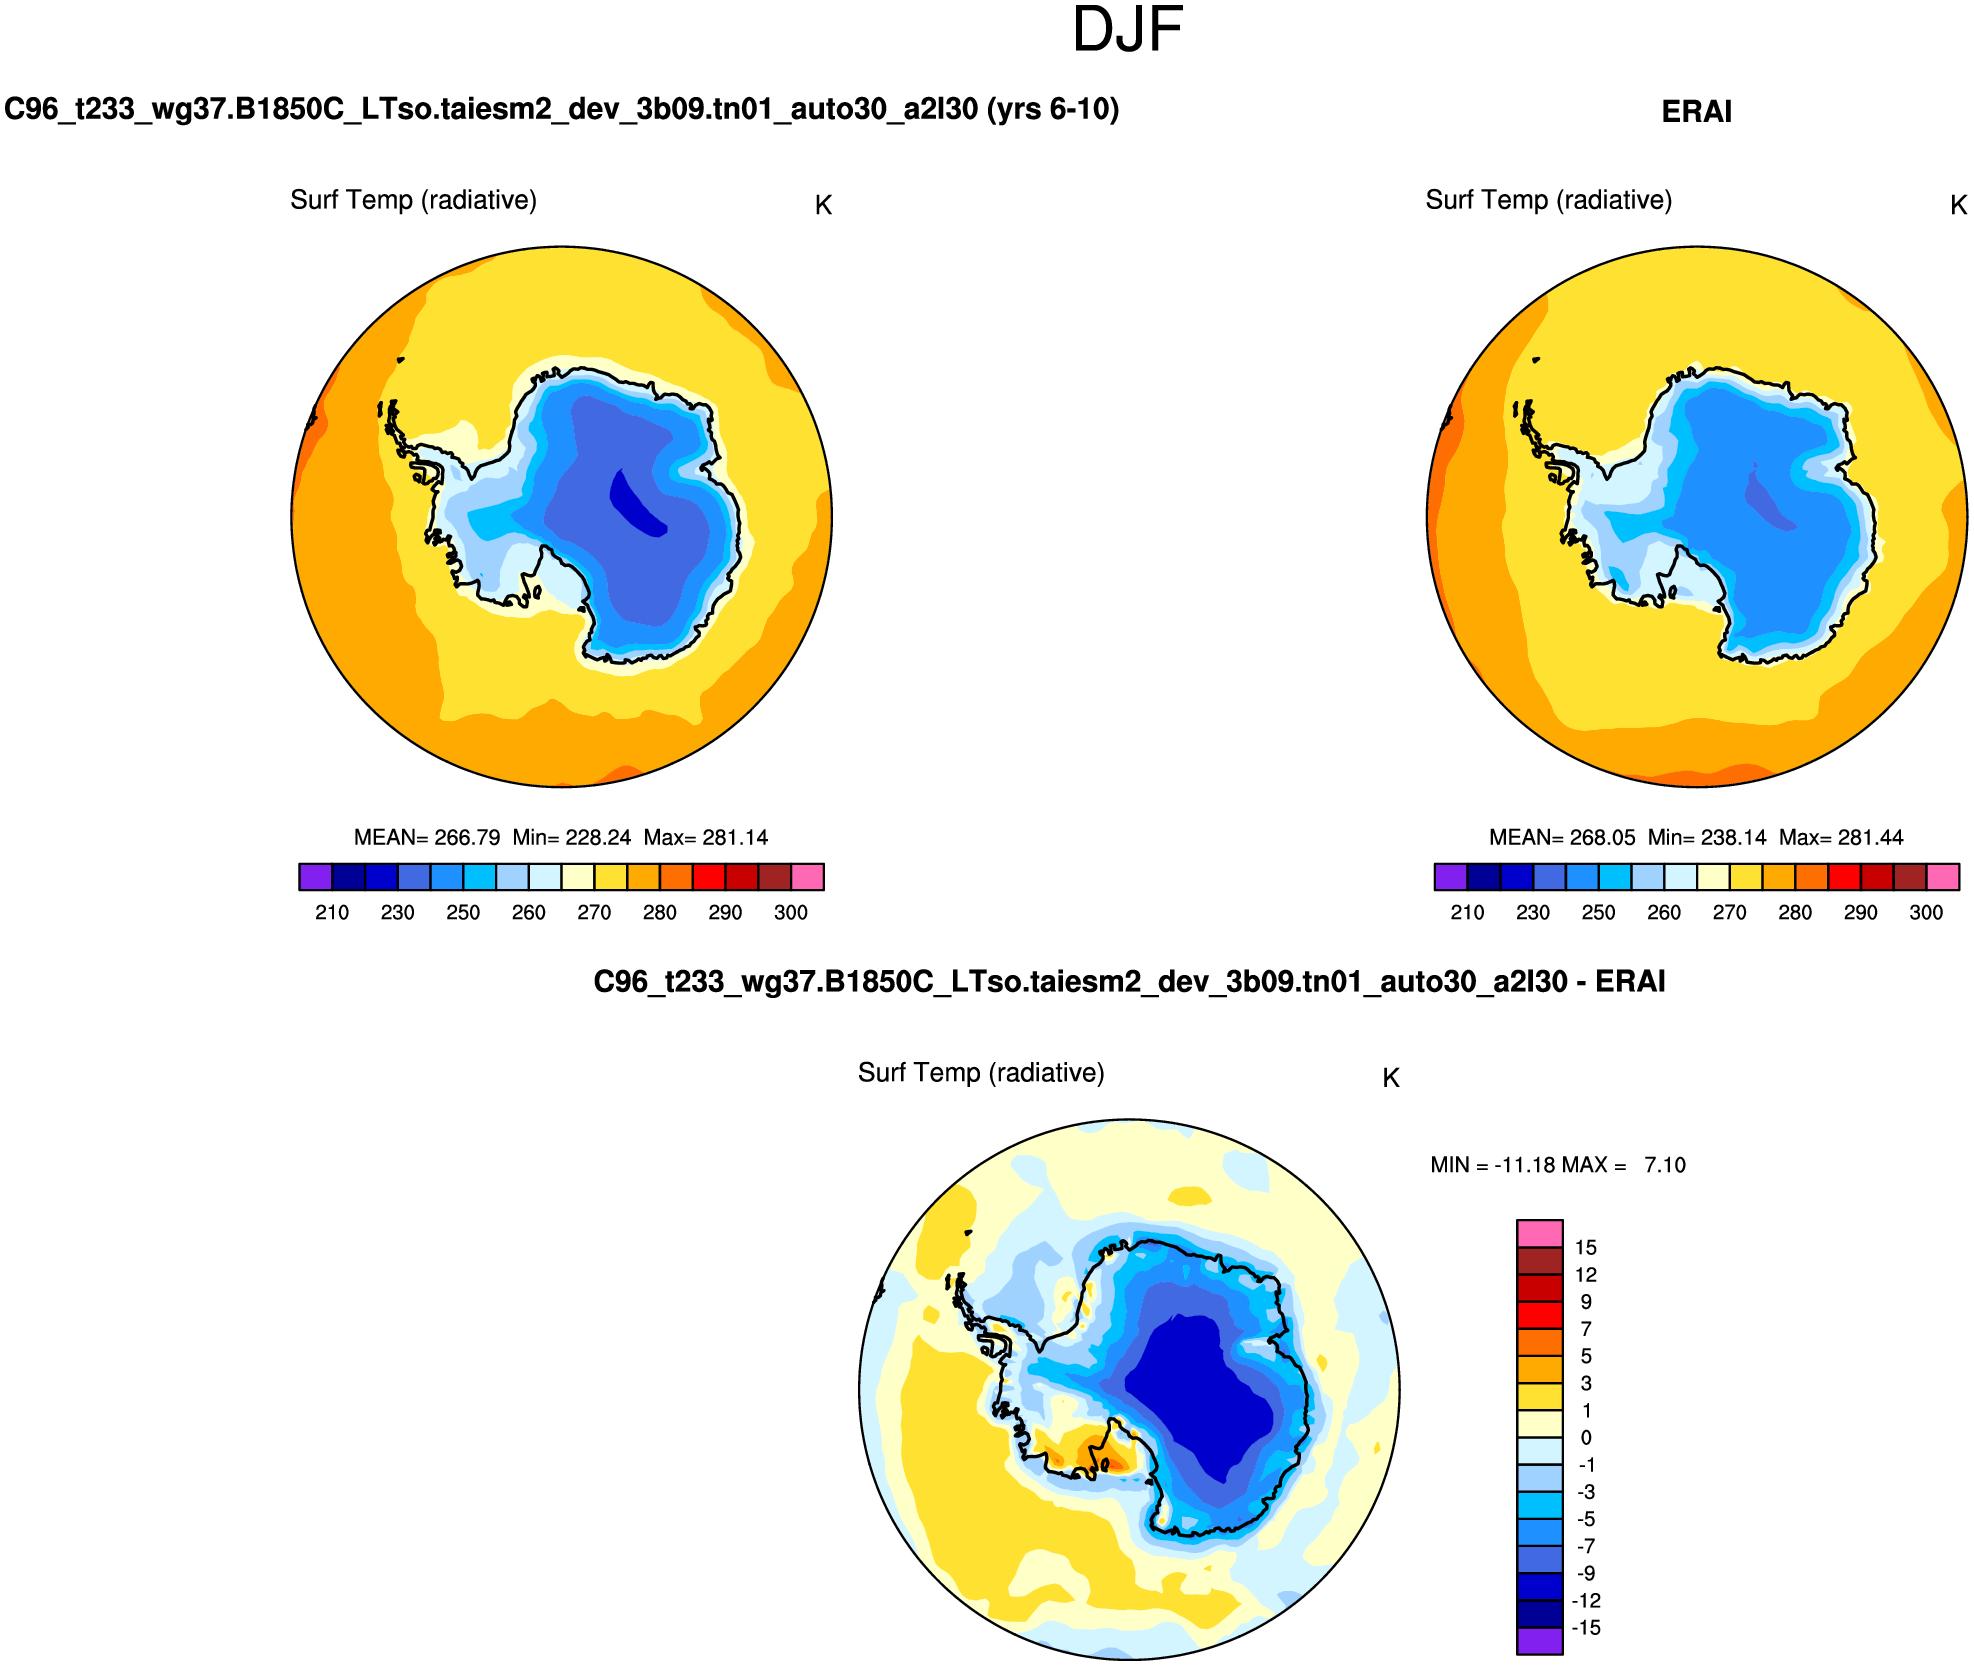 DJF
C96_t233_wg37.B1850C_LTso.taiesm2_dev_3b09.tn01_auto30_a2l30 (yrs 6-10)
ERAI
Surf Temp (radiative) K
Surf Temp (radiative) K
MEAN= 266.79 Min= 228.24 Max= 281.14
MEAN= 268.05 Min= 238.14 Max= 281.44
210 230 250 260 270 280 290 300
210 230 250 260 270 280 290 300
C96_t233_wg37.B1850C_LTso.taiesm2_dev_3b09.tn01_auto30_a2l30 - ERAI
Surf Temp (radiative) K
MIN = -11.18 MAX = 7.10
15
12
9
7
5
3
1
0
-1
-3
-5
-7
-9
-12
-15